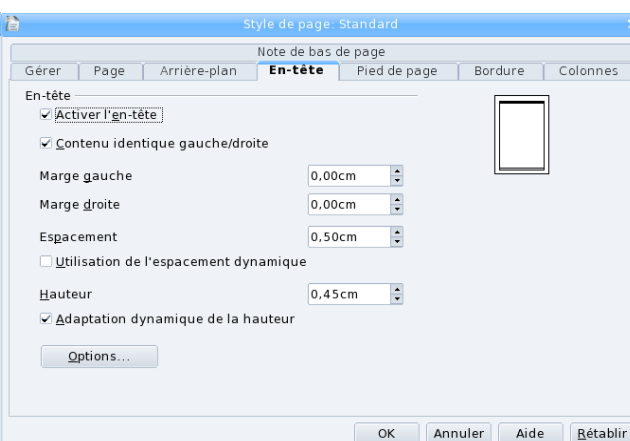 Style de page: Standard
Note de bas de page
Gérer Page Arrière-plan En-tête Pied de page Bordure Colonnes
En-tête
Activer l'en-tête
Contenu identique gauche/droite
Marge gauche 0,00cm
Marge droite 0,00cm
Espacement 0,50cm
Utilisation de l'espacement dynamique
Hauteur 0,45cm
Adaptation dynamique de la hauteur
Options...
OK Annuler Aide Rétablir